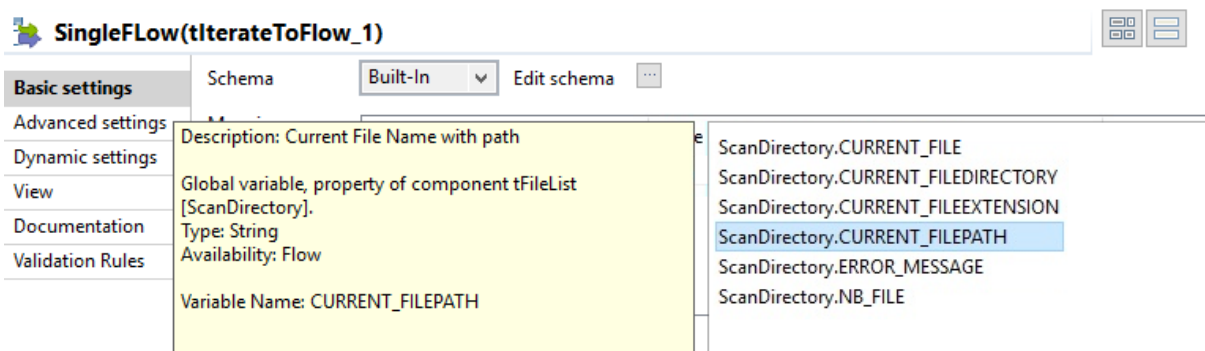 SingleFLow(tIterateToFlow_1)
Basic settings
Advanced settings
Dynamic settings
View
Documentation
Validation Rules
Schema
Built-In
Edit schema
...
Description: Current File Name with path
Global variable, property of component tFileList
[ScanDirectory].
Type: String
Availability: Flow
Variable Name: CURRENT_FILEPATH
e
ScanDirectory.CURRENT_FILE
ScanDirectory.CURRENT_FILEDIRECTORY
ScanDirectory.CURRENT_FILEEXTENSION
ScanDirectory.CURRENT_FILEPATH
ScanDirectory.ERROR_MESSAGE
ScanDirectory.NB_FILE